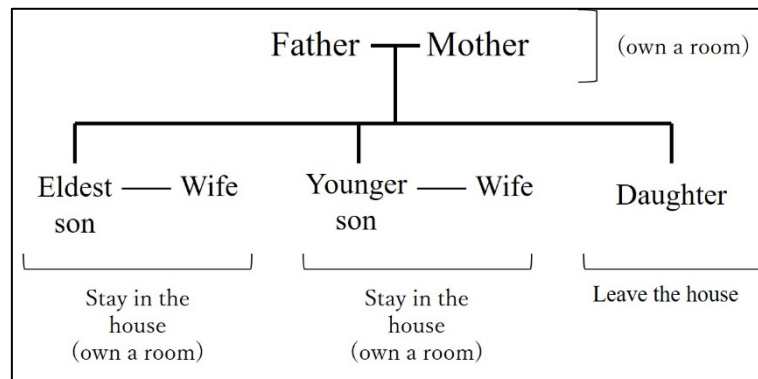 Father Mother
(own a room)
Eldest
son
Wife
Younger
son
Wife
Daughter
Stay in the
house
(own a room)
Stay in the
house
(own a room)
Leave the house